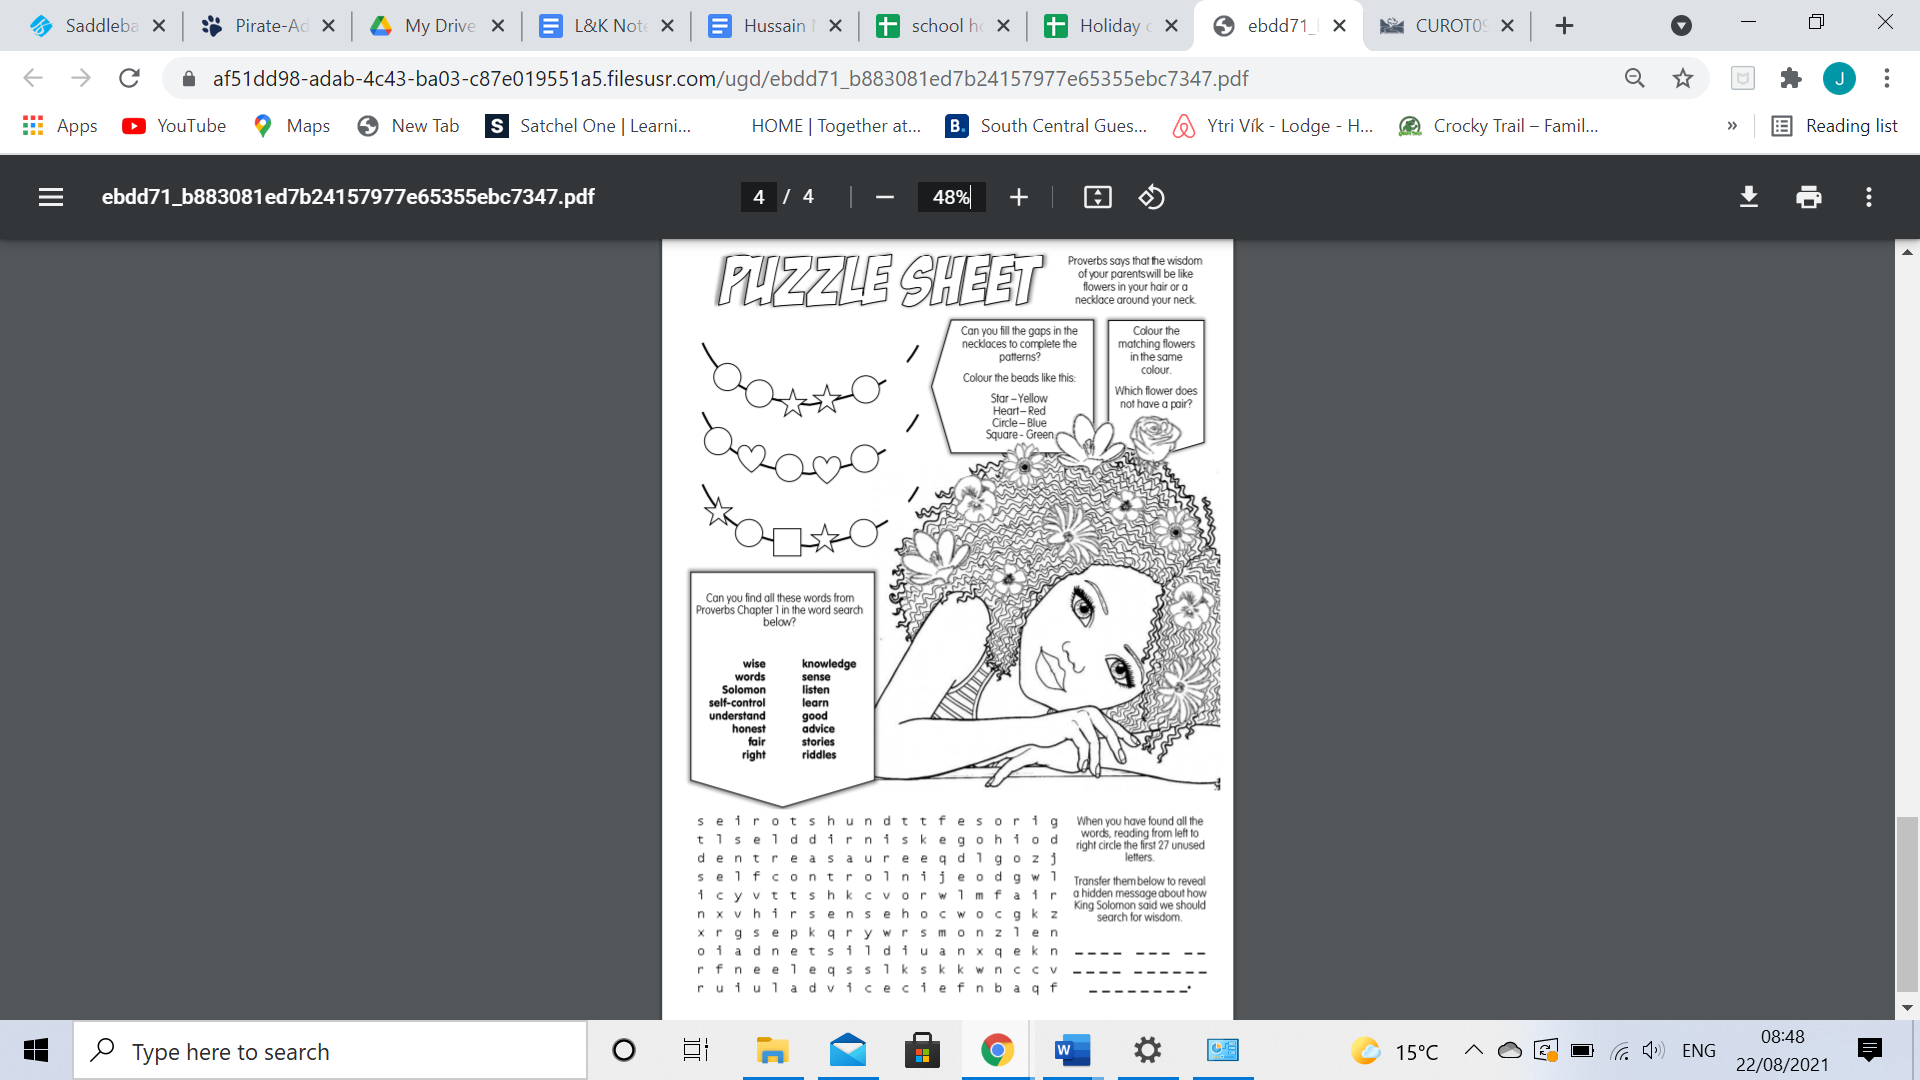 Saddleba
Pirate-Ad
My Drive
L&K Note
Hussain
school ho
Holiday
ebdd71_
CUROT09
af51dd98-adab-4c43-ba03-c87e019551a5.filesusr.com/ugd/ebdd71_b883081ed7b24157977e65355ebc7347.pdf
J
Apps
YouTube
Maps
New Tab
S
Satchel One | Learni...
HOME | Together at...
B.
South Central Gues...
Ytri Vík - Lodge - H...
Crocky Trail – Famil...
»
Reading list
ebdd71_b883081ed7b24157977e65355ebc7347.pdf
4 / 4
48%
PUZZLE SHEET
Proverbs says that the wisdom
of your parents will be like
flowers in your hair or a
necklace around your neck.
Can you fill the gaps in the
necklaces to complete the
patterns?
Colour the beads like this:
Star – Yellow
Heart – Red
Circle – Blue
Square - Green
Colour the
matching flowers
in the same
colour.
Which flower does
not have a pair?
Can you find all these words from
Proverbs Chapter 1 in the word search
below?
wise knowledge
words sense
Solomon listen
self-control learn
understand good
honest advice
fair stories
right riddles
s e i r o t s h u n d t t f e s o r i g
t l s e l d d i r n i s k e g o h i o d
d e n t r e a s a u r e e q d l g o z j
s e l f c o n t r o l n i j e o d g w l
i c y v t t s h k c v o r w l m f a i r
n x v h i r s e n s e h o c w o c g k z
x r g s e p k q r y w r s m o n z l e n
o i a d n e t s i l d i u a n x q e k n
r f n e e l e q s s l k s k k w n c c v
r u i u l a d v i c e c i e f n b a q f
When you have found all the
words, reading from left to
right circle the first 27 unused
letters.
Transfer them below to reveal
a hidden message about how
King Solomon said we should
search for wisdom.
_ _ _ _ _ _ _ _ _
_ _ _ _ _ _ _ _ _ _
_ _ _ _ _ _ _ _.
Type here to search
W
15°C
ENG
08:48
22/08/2021